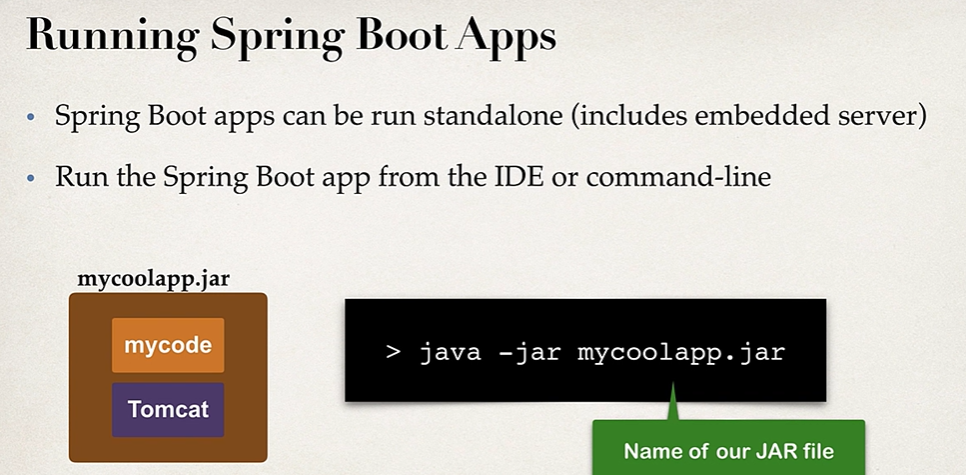 Running Spring Boot Apps
• Spring Boot apps can be run standalone (includes embedded server)
• Run the Spring Boot app from the IDE or command-line
mycoolapp.jar
mycode
Tomcat
> java -jar mycoolapp.jar
Name of our JAR file